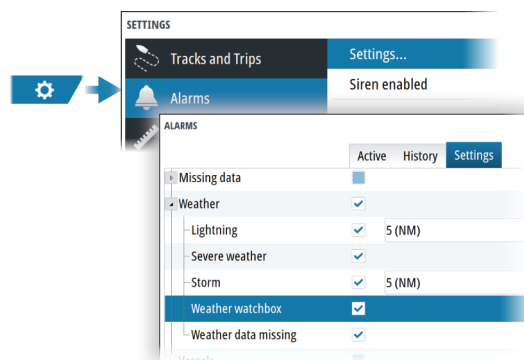 SETTINGS
Tracks and Trips
Settings...
Alarms
Siren enabled
ALARMS
Active History Settings
Missing data
Weather
Lightning 5 (NM)
Severe weather
Storm 5 (NM)
Weather watchbox
Weather data missing
Vessels